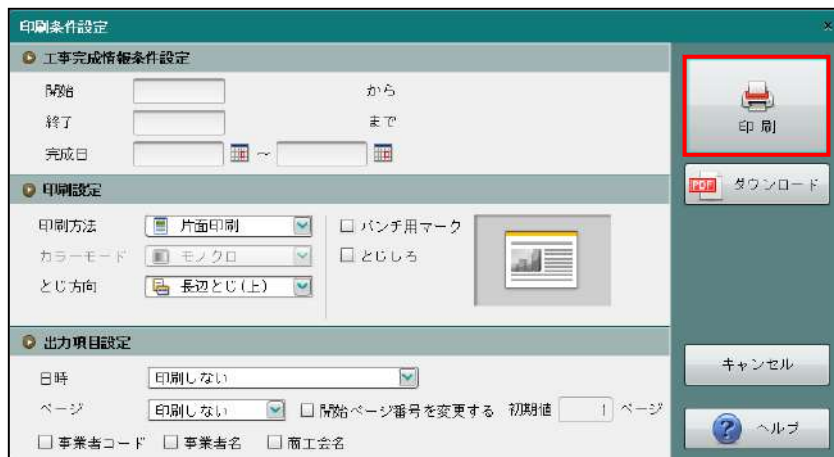 印刷条件設定
×
工事完成情報条件設定
開始 から
終了 まで
完成日 ～
印刷
印刷設定
PDF ダウンロード
印刷方法 片面印刷 パンチ用マーク
カラーモード モノクロ とじしろ
とじ方向 長辺とじ(上)
出力項目設定
日時 印刷しない
キャンセル
ページ 印刷しない 開始ページ番号を変更する 初期値 1 ページ
? ヘルプ
事業者コード 事業者名 商工会名